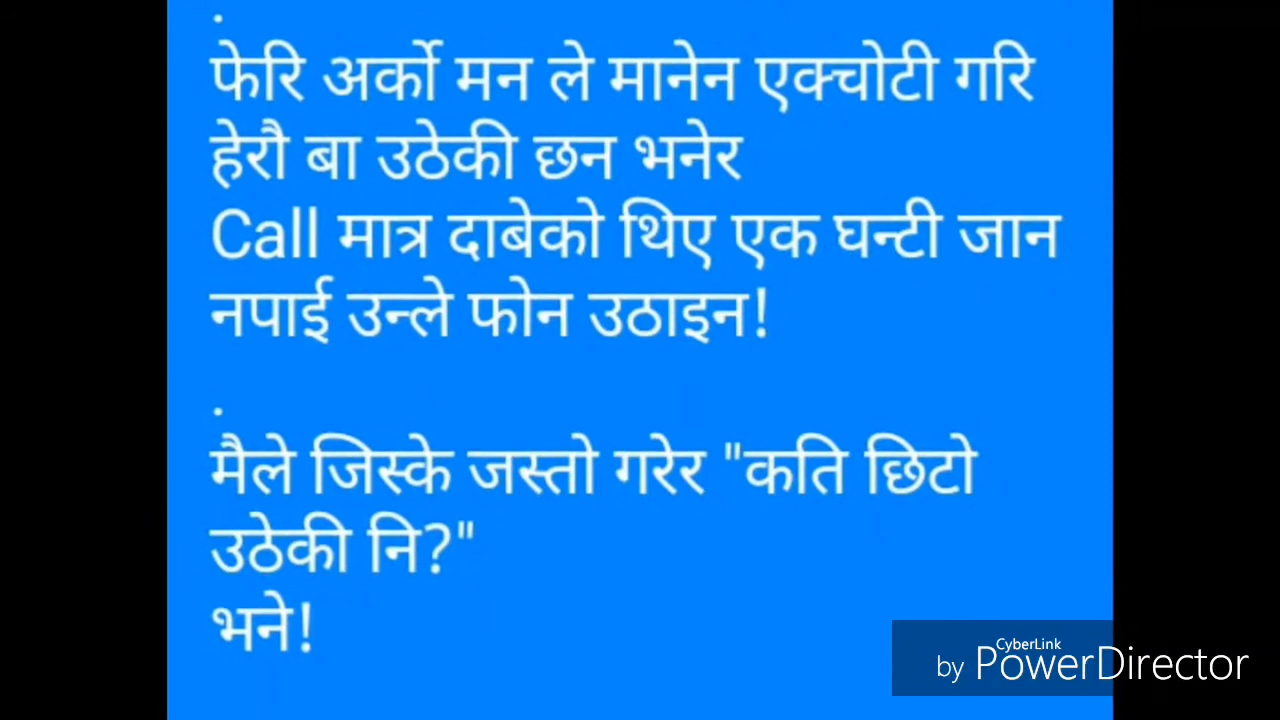 .
फेरि अर्को मन ले मानेन एक्चोटी गरि
हेरौ बा उठेकी छन भनेर
Call मात्र दाबेको थिए एक घन्टी जान
नपाई उन्ले फोन उठाइन!
.
मैले जिस्के जस्तो गरेर "कति छिटो
उठेकी नि?"
भने!
CyberLink
by PowerDirector